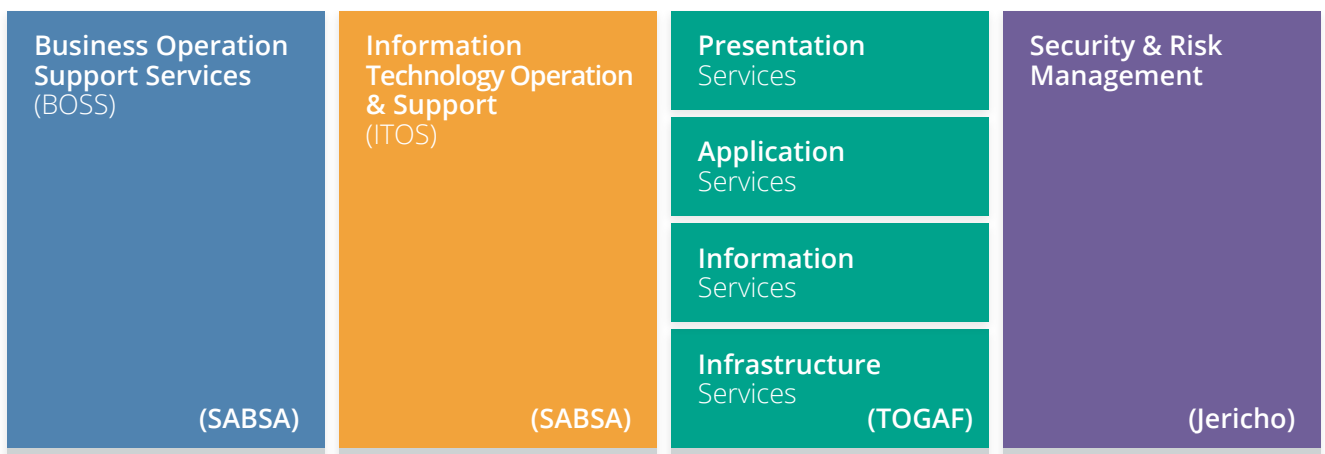 Business Operation
Support Services
(BOSS)
(SABSA)
Information
Technology Operation
& Support
(ITOS)
(SABSA)
Presentation
Services
Application
Services
Information
Services
Infrastructure
Services
(TOGAF)
Security & Risk
Management
(Jericho)